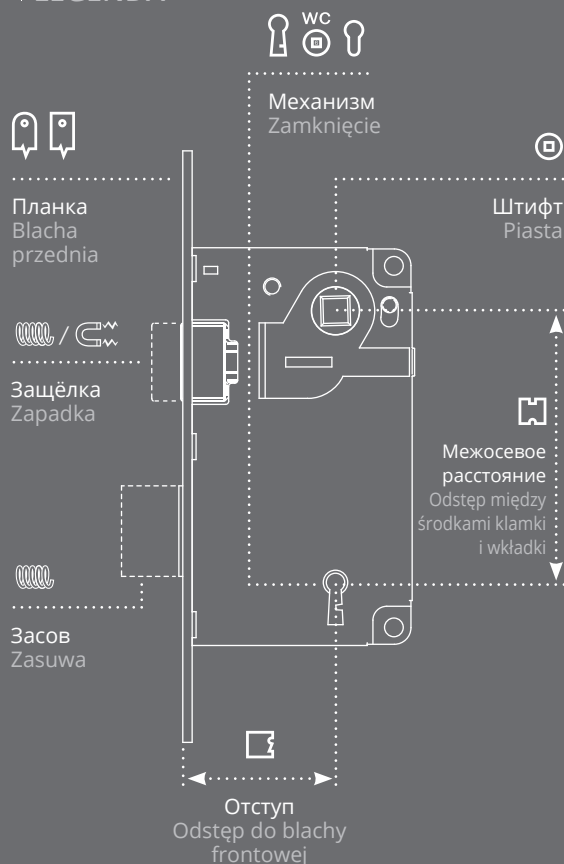 WC
Механизм
Zamknięcie
Планка
Blacha
przednia
Штифт
Piasta
Защёлка
Zapadka
Межосевое
расстояние
Odstęp między
środkami klamki
i wkładki
Засов
Zasuwa
Отступ
Odstęp do blachy
frontowej